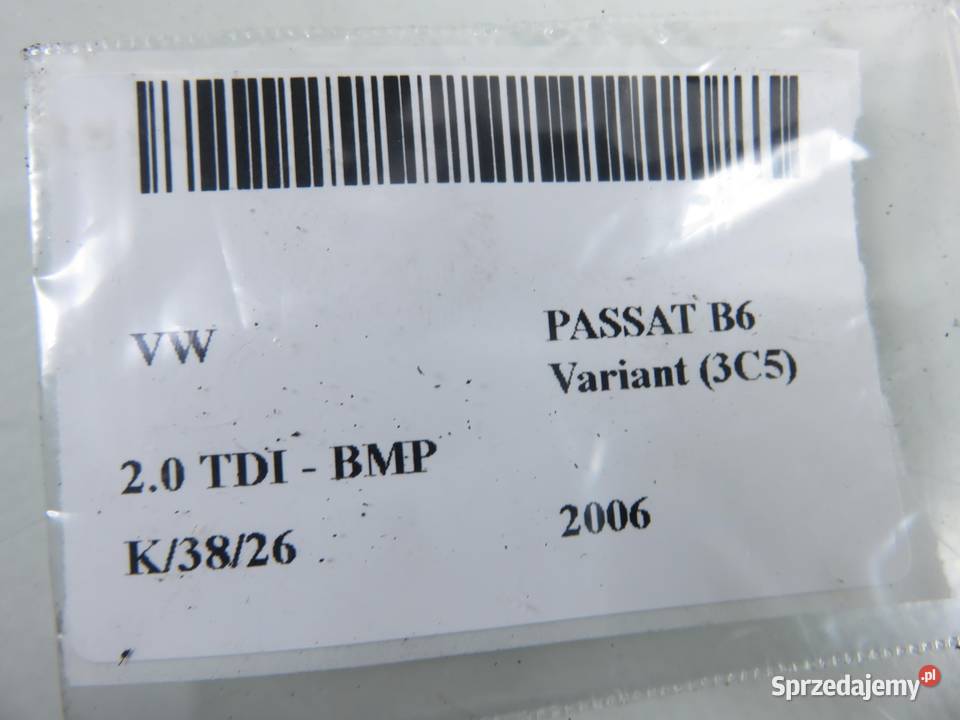 VW
PASSAT B6
Variant (3C5)
2.0 TDI - BMP
K/38/26
2006
Sprzedajemy.pl